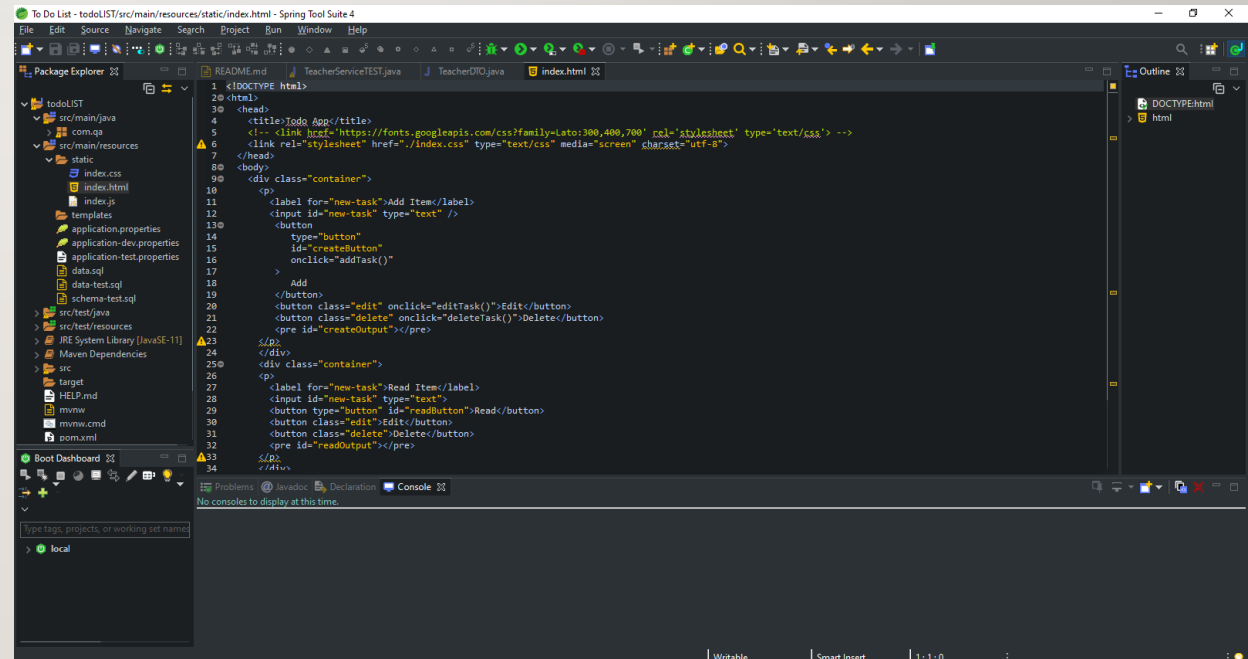 To Do List - todoLIST/src/main/resources/static/index.html - Spring Tool Suite 4
File Edit Source Navigate Search Project Run Window Help
Package Explorer
todoLIST
src/main/java
com.qa
src/main/resources
static
index.css
index.html
index.js
templates
application.properties
application-dev.properties
application-test.properties
data.sql
data-test.sql
schema-test.sql
src/test/java
src/test/resources
JRE System Library [JavaSE-11]
Maven Dependencies
src
target
HELP.md
mvnw
mvnw.cmd
pom.xml
Boot Dashboard
Type tags, projects, or working set names
local
README.md TeacherServiceTEST.java TeacherDTO.java index.html
1 <!DOCTYPE html>
2 <html>
3 <head>
4 <title>Todo App</title>
5 <!-- <link href='https://fonts.googleapis.com/css?family=Lato:300,400,700' rel='stylesheet' type='text/css'> -->
6 <link rel="stylesheet" href="./index.css" type="text/css" media="screen" charset="utf-8">
7 </head>
8 <body>
9 <div class="container">
10 <p>
11 <label for="new-task">Add Item</label>
12 <input id="new-task" type="text" />
13 <button
14 type="button"
15 id="createButton"
16 onclick="addTask()"
17 >
18 Add
19 </button>
20 <button class="edit" onclick="editTask()">Edit</button>
21 <button class="delete" onclick="deleteTask()">Delete</button>
22 <pre id="createOutput"></pre>
23 </p>
24 </div>
25 <div class="container">
26 <p>
27 <label for="new-task">Read Item</label>
28 <input id="new-task" type="text">
29 <button type="button" id="readButton">Read</button>
30 <button class="edit">Edit</button>
31 <button class="delete">Delete</button>
32 <pre id="readOutput"></pre>
33 </p>
34 </div>
Outline
DOCTYPE:html
html
Problems Javadoc Declaration Console
No consoles to display at this time.
Writable Smart Insert 1 : 1 : 0